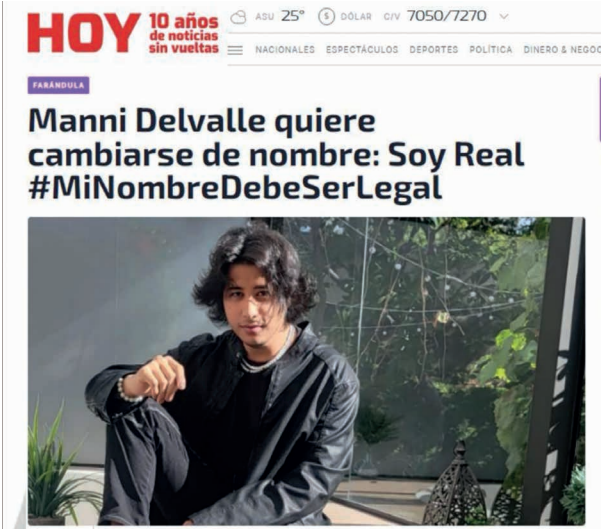 HOY 10 años
de noticias
sin vueltas
ASU 25° $ DÓLAR C/V 7050/7270
NACIONALES ESPECTÁCULOS DEPORTES POLÍTICA DINERO & NEGOC
FARÁNDULA
Manni Delvalle quiere
cambiarse de nombre: Soy Real
#MiNombreDebeSerLegal